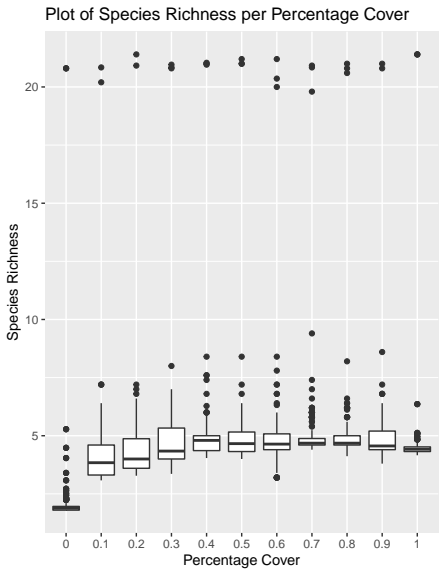 Plot of Species Richness per Percentage Cover
Species Richness
20
15
10
5
0 0.1 0.2 0.3 0.4 0.5 0.6 0.7 0.8 0.9 1
Percentage Cover